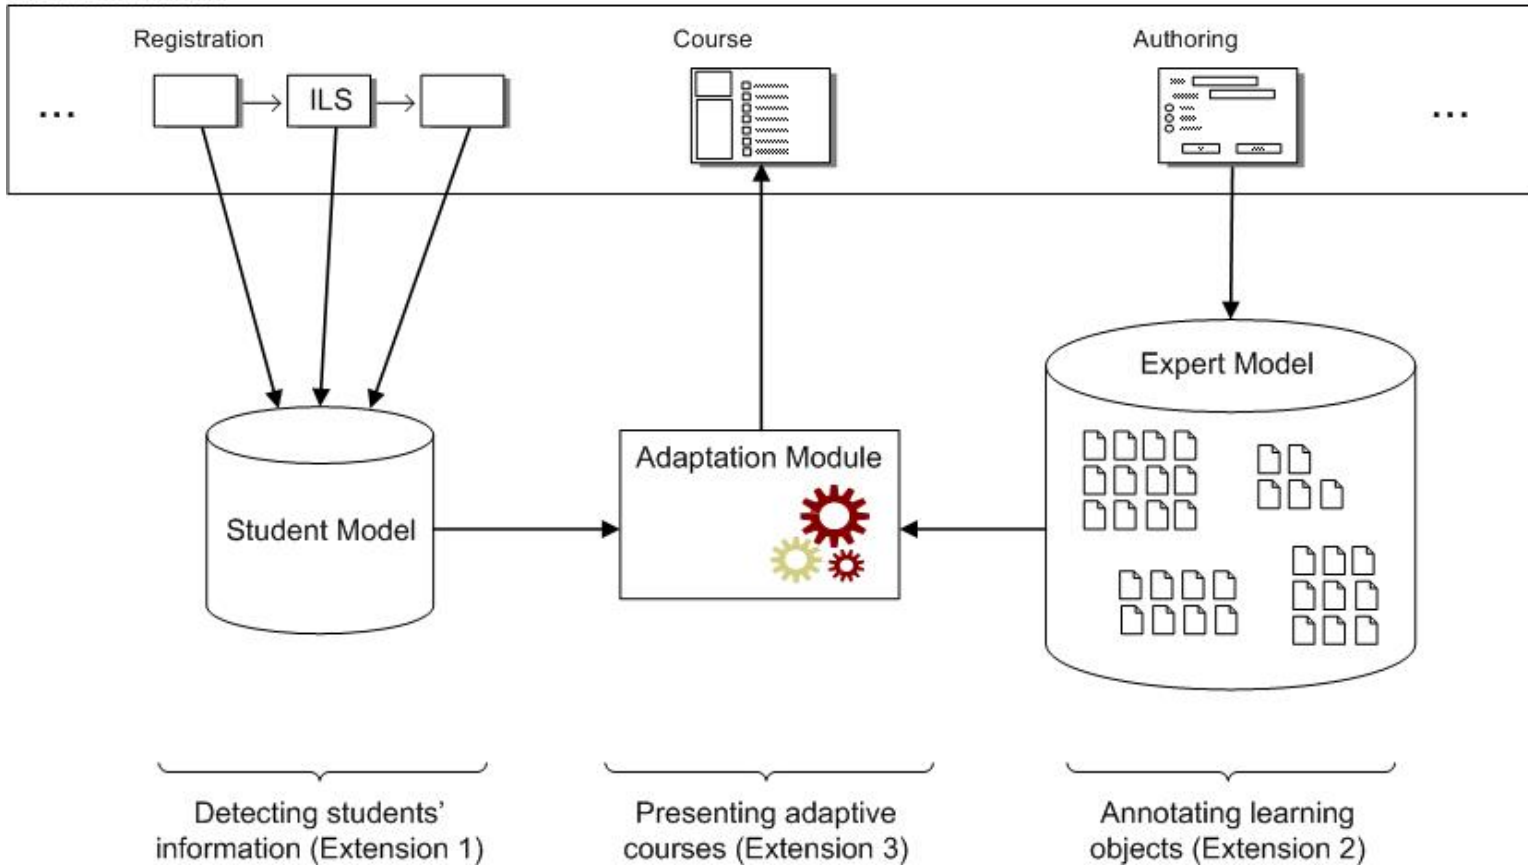 Registration
Course
Authoring
...
ILS
...
Expert Model
Adaptation Module
Student Model
Detecting students'
information (Extension 1)
Presenting adaptive
courses (Extension 3)
Annotating learning
objects (Extension 2)